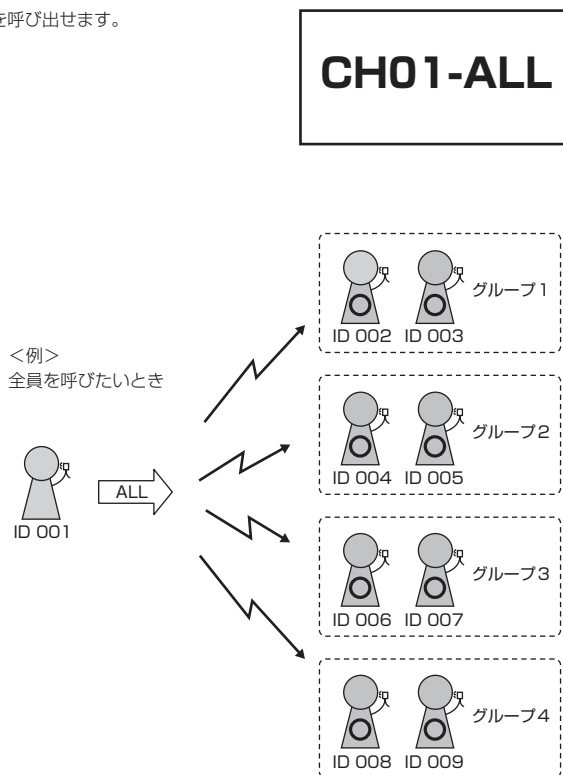 を呼び出せます。
CH01-ALL
<例>
全員を呼びたいとき
ID 001
ALL
ID 002 ID 003
グループ1
ID 004 ID 005
グループ2
ID 006 ID 007
グループ3
ID 008 ID 009
グループ4